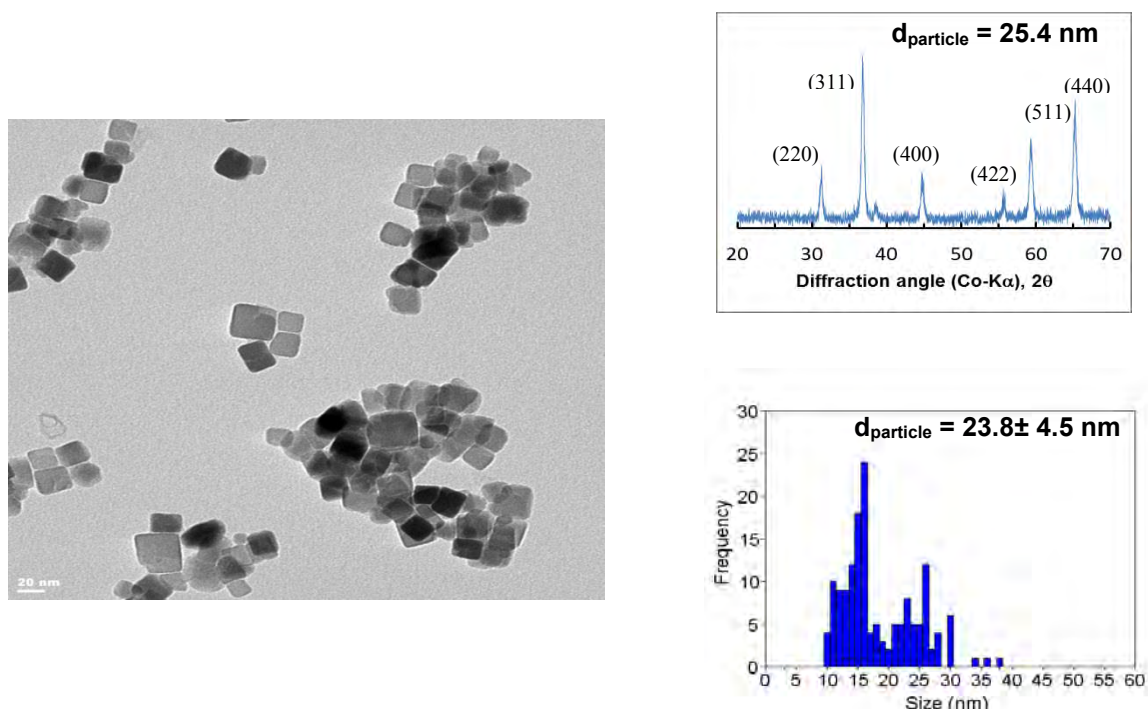 20 nm
d_particle = 25.4 nm
(311)
(440)
(511)
(220)
(400)
(422)
20 30 40 50 60 70
Diffraction angle (Co-Kα), 2θ
d_particle = 23.8± 4.5 nm
30
25
20
15
10
5
0
Frequency
0 5 10 15 20 25 30 35 40 45 50 55 60
Size (nm)